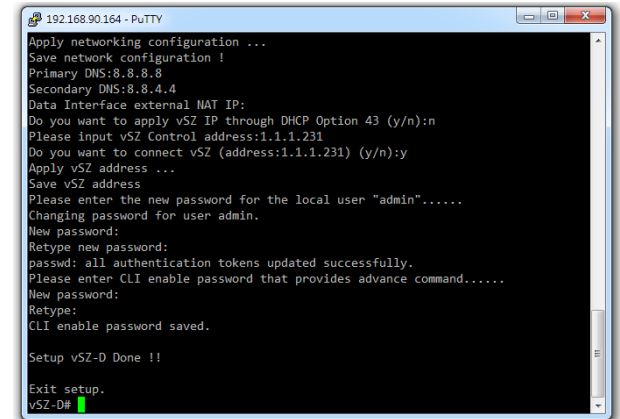 192.168.90.164 - PuTTY
Apply networking configuration ...
Save network configuration !
Primary DNS:8.8.8.8
Secondary DNS:8.8.4.4
Data Interface external NAT IP:
Do you want to apply vSZ IP through DHCP Option 43 (y/n):n
Please input vSZ Control address:1.1.1.231
Do you want to connect vSZ (address:1.1.1.231) (y/n):y
Apply vSZ address ...
Save vSZ address
Please enter the new password for the local user "admin"......
Changing password for user admin.
New password:
Retype new password:
passwd: all authentication tokens updated successfully.
Please enter CLI enable password that provides advance command......
New password:
Retype:
CLI enable password saved.
Setup vSZ-D Done !!
Exit setup.
vSZ-D#